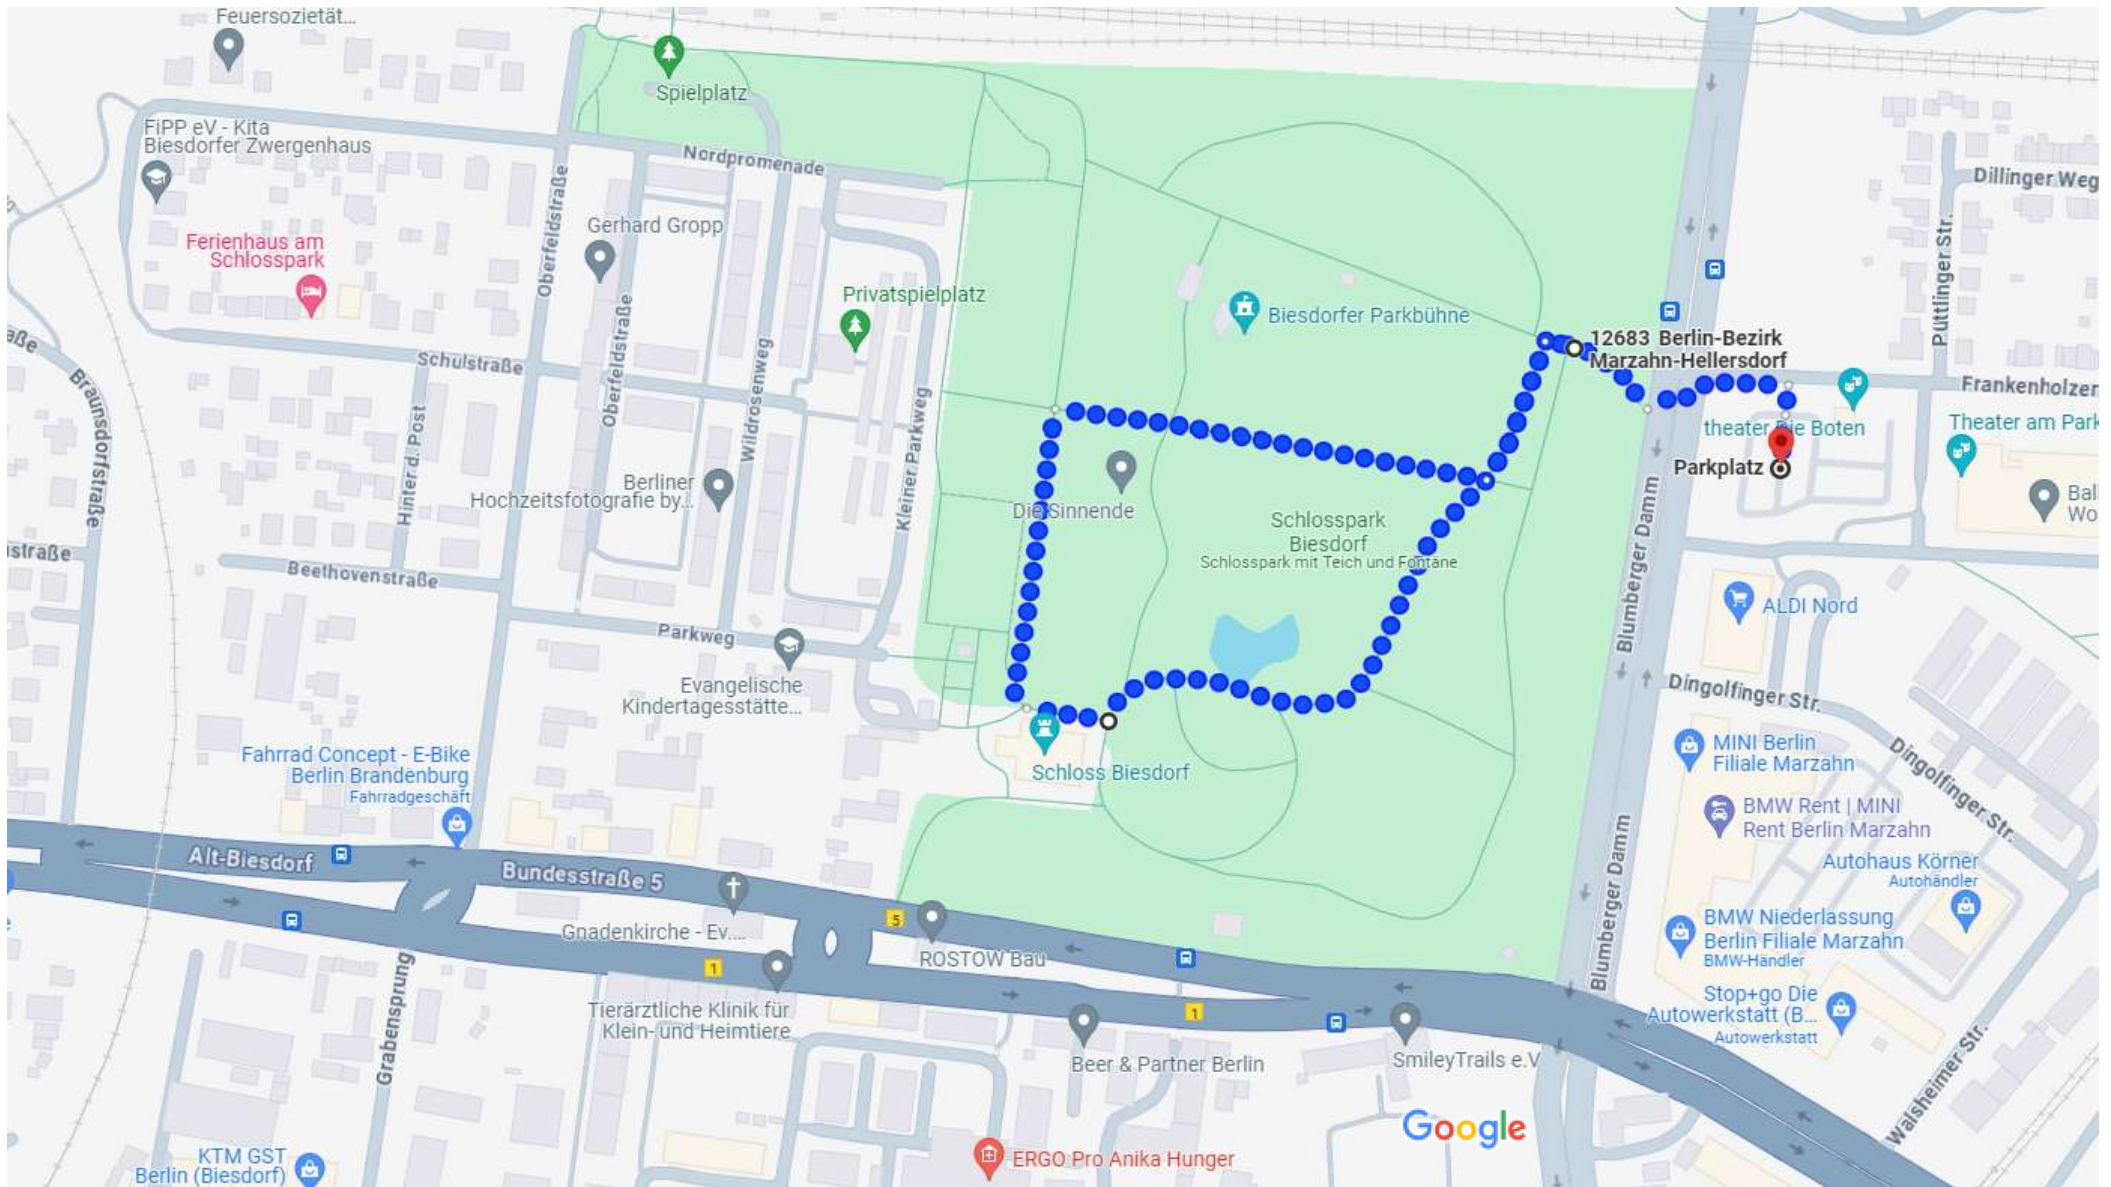 Feuersozietät...
Spielplatz
FiPP eV - Kita
Biesdorfer Zwergenhaus
Nordpromenade
Dillinger Weg
Oberfeldstraße
Püttlinger Str.
Gerhard Gropp
Ferienhaus am
Schlosspark
Privatspielplatz
Biesdorfer Parkbühne
12683 Berlin-Bezirk
Marzahn-Hellersdorf
aße
Schulstraße
Oberfeldstraße
Wildrosenweg
Kleiner Parkweg
Frankenholzer
Braunsdorfstraße
Hinter d. Post
theater Die Boten
Theater am Park
Parkplatz
Berliner
Hochzeitsfotografie by...
Die Sinnende
Schlosspark
Biesdorf
Schlosspark mit Teich und Fontäne
Bal
Wo
Blumberger Damm
straße
Beethovenstraße
ALDI Nord
Parkweg
Evangelische
Kindertagesstätte...
Dingolfinger Str.
Dingolfinger Str.
Fahrrad Concept - E-Bike
Berlin Brandenburg
Fahrradgeschäft
Schloss Biesdorf
MINI Berlin
Filiale Marzahn
BMW Rent | MINI
Rent Berlin Marzahn
Alt-Biesdorf
Bundesstraße 5
Blumberger Damm
Autohaus Körner
Autohändler
5
Gnadenkirche - Ev....
ROSTOW Bau
BMW Niederlassung
Berlin Filiale Marzahn
BMW-Händler
1
Grabensprung
Tierärztliche Klinik für
Klein- und Heimtiere
1
Stop+go Die
Autowerkstatt (B...
Autowerkstatt
Beer & Partner Berlin
SmileyTrails e.V
Walsheimer Str.
Google
KTM GST
Berlin (Biesdorf)
ERGO Pro Anika Hunger